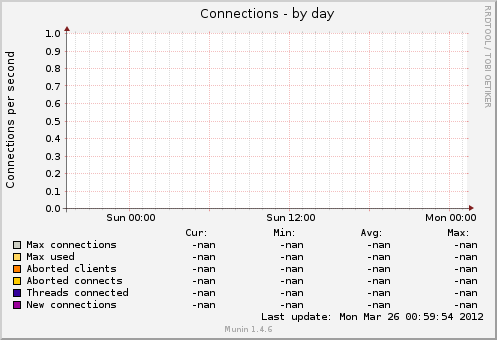 Connections - by day
RRDTOOL / TOBI OETIKER
Connections per second
1.0
0.9
0.8
0.7
0.6
0.5
0.4
0.3
0.2
0.1
0.0
Sun 00:00 Sun 12:00 Mon 00:00
Cur: Min: Avg: Max:
Max connections -nan -nan -nan -nan
Max used -nan -nan -nan -nan
Aborted clients -nan -nan -nan -nan
Aborted connects -nan -nan -nan -nan
Threads connected -nan -nan -nan -nan
New connections -nan -nan -nan -nan
Last update: Mon Mar 26 00:59:54 2012
Munin 1.4.6